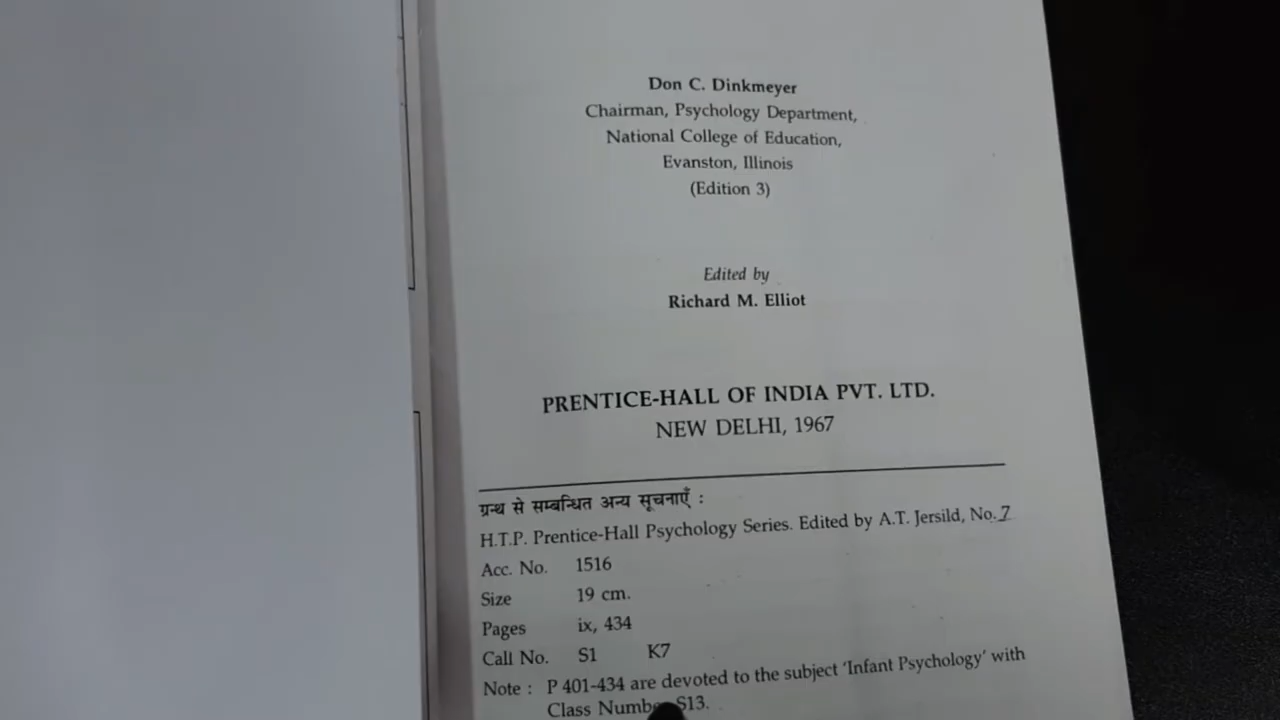 Don C. Dinkmeyer
Chairman, Psychology Department,
National College of Education,
Evanston, Illinois
(Edition 3)
Edited by
Richard M. Elliot
PRENTICE-HALL OF INDIA PVT. LTD.
NEW DELHI, 1967
ग्रन्थ से सम्बन्धित अन्य सूचनाएँ :
H.T.P. Prentice-Hall Psychology Series. Edited by A.T. Jersild, No. 7
Acc. No. 1516
Size 19 cm.
Pages ix, 434
Call No. S1 K7
Note : P 401-434 are devoted to the subject 'Infant Psychology' with
Class Number S13.